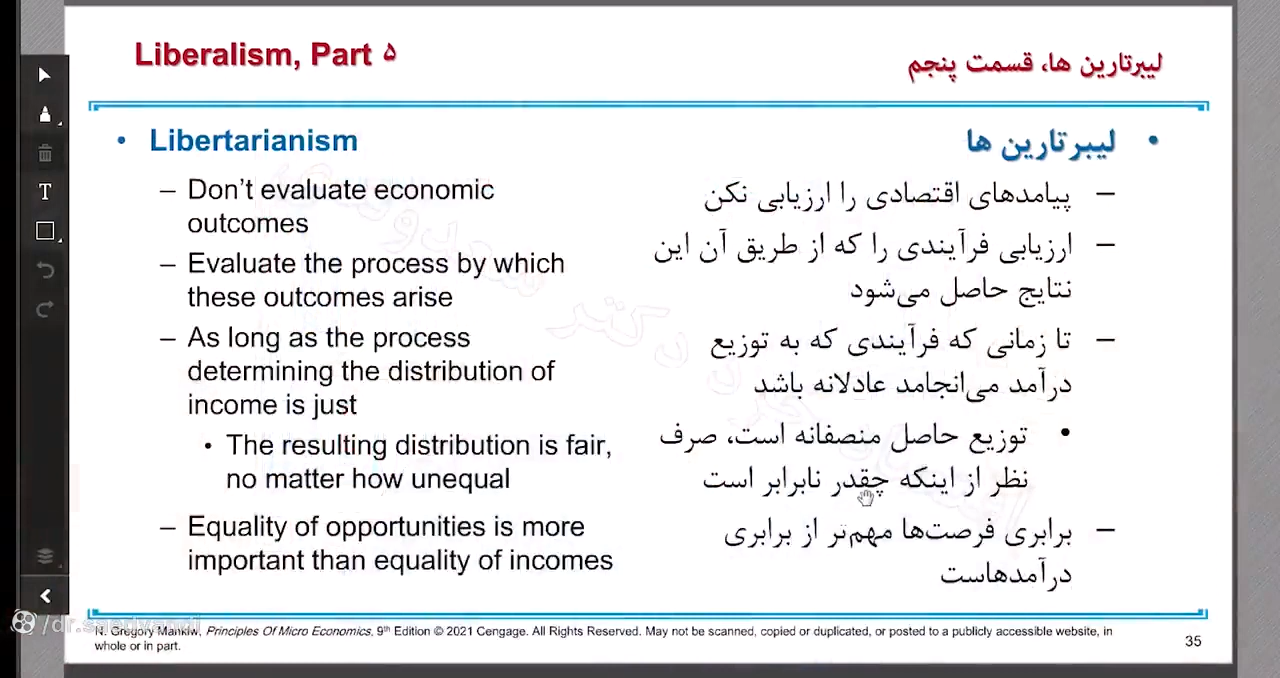 Liberalism, Part ۵
لیبرتارین ها، قسمت پنجم
• Libertarianism
– Don’t evaluate economic
outcomes
– Evaluate the process by which
these outcomes arise
– As long as the process
determining the distribution of
income is just
• The resulting distribution is fair,
no matter how unequal
– Equality of opportunities is more
important than equality of incomes
• لیبرتارین ها
– پیامدهای اقتصادی را ارزیابی نکن
– ارزیابی فرآیندی را که از طریق آن این
نتایج حاصل می‌شود
– تا زمانی که فرآیندی که به توزیع
درآمد می‌انجامد عادلانه باشد
• توزیع حاصل منصفانه است، صرف
نظر از اینکه چقدر نابرابر است
– برابری فرصت‌ها مهم‌تر از برابری
درآمدهاست
N. Gregory Mankiw, Principles Of Micro Economics, 9th Edition © 2021 Cengage. All Rights Reserved. May not be scanned, copied or duplicated, or posted to a publicly accessible website, in
whole or in part.
35